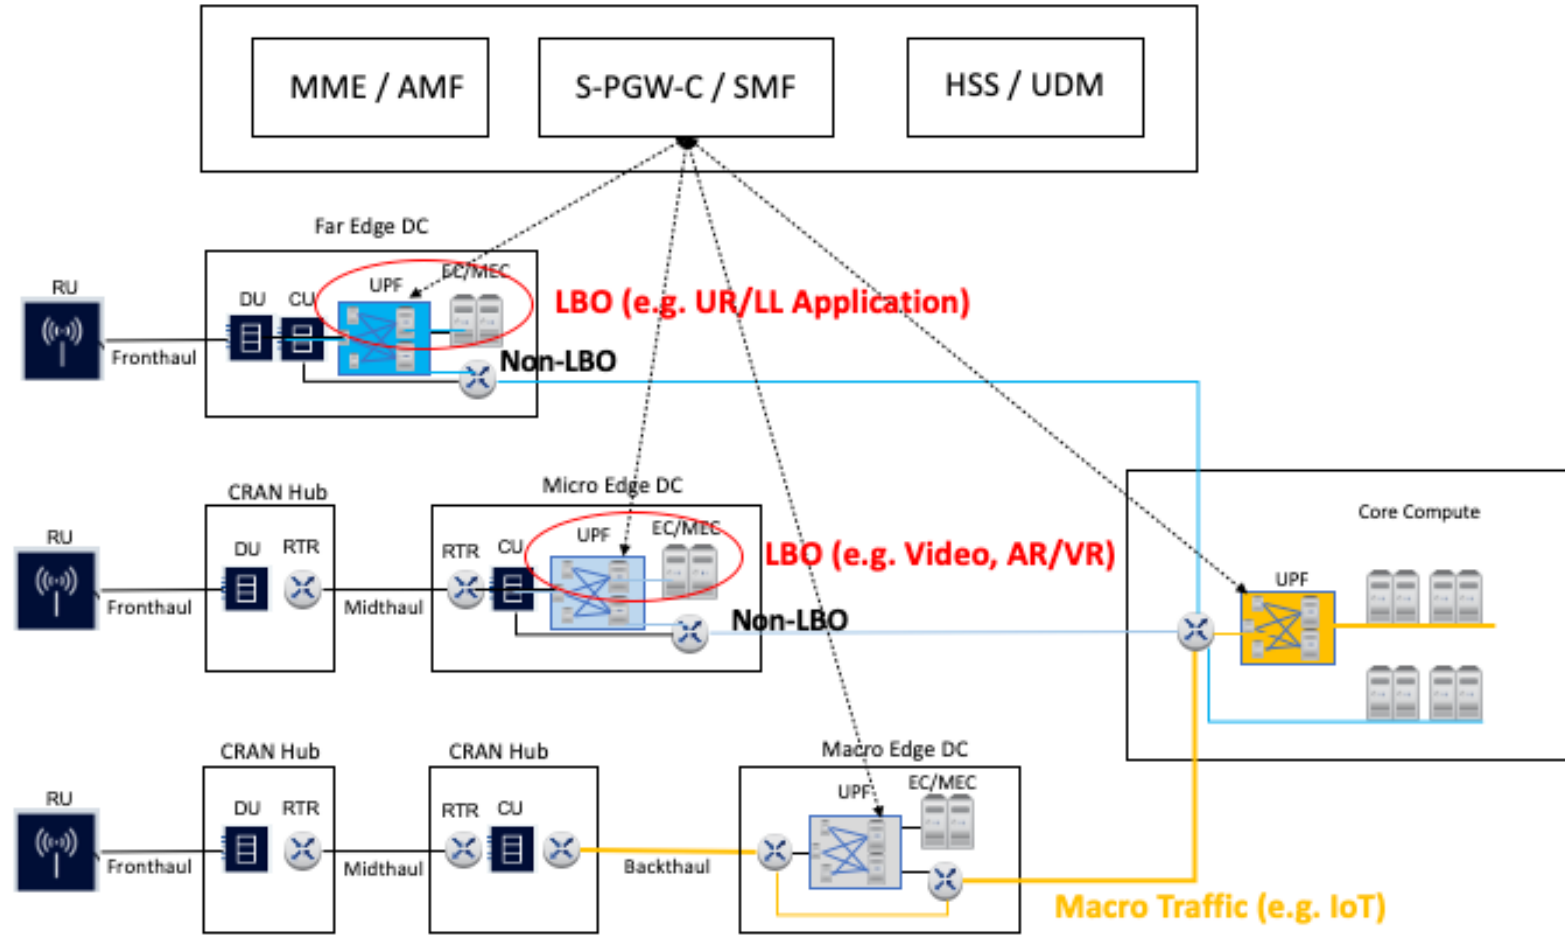 MME / AMF
S-PGW-C / SMF
HSS / UDM
Far Edge DC
RU
DU
CU
UPF
EC/MEC
LBO (e.g. UR/LL Application)
Fronthaul
Non-LBO
CRAN Hub
Micro Edge DC
Core Compute
RU
DU
RTR
RTR
CU
UPF
EC/MEC
LBO (e.g. Video, AR/VR)
UPF
Fronthaul
Midthaul
Non-LBO
CRAN Hub
CRAN Hub
Macro Edge DC
RU
DU
RTR
RTR
CU
UPF
EC/MEC
Fronthaul
Midthaul
Backthaul
Macro Traffic (e.g. IoT)